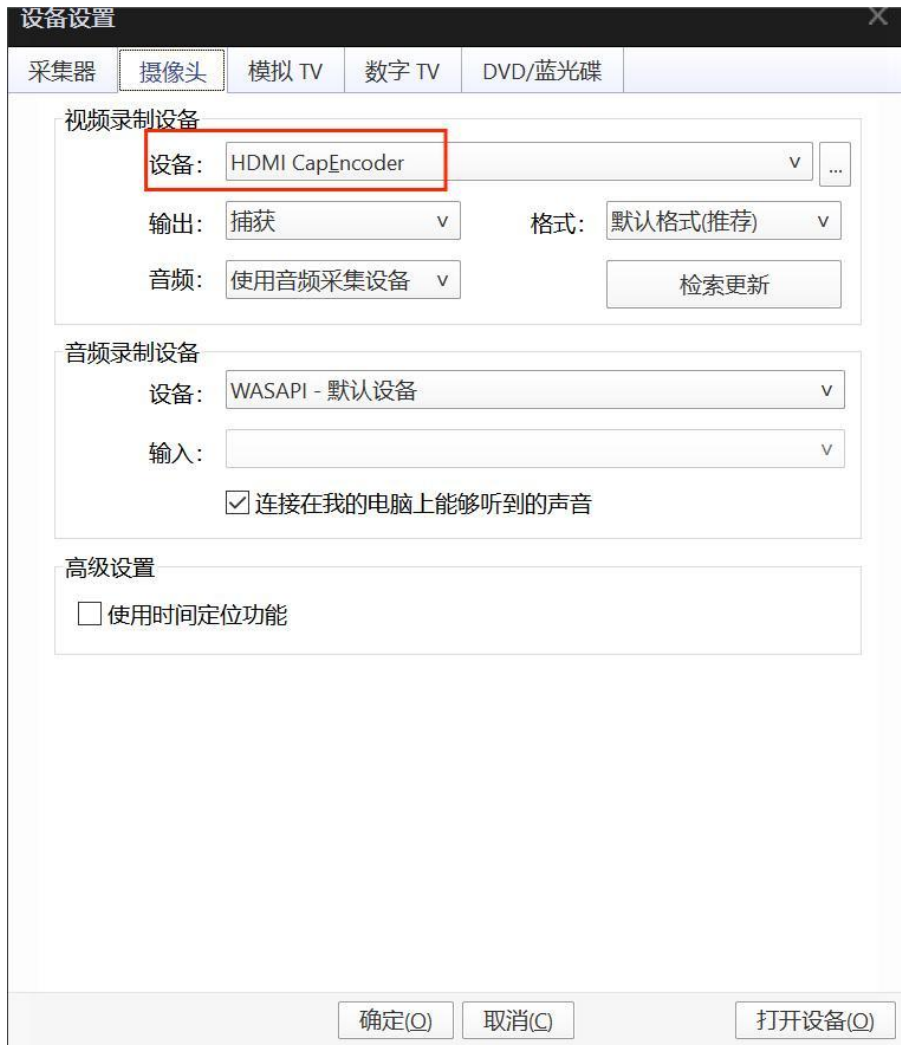 设备设置
采集器 摄像头 模拟 TV 数字 TV DVD/蓝光碟
视频录制设备
设备: HDMI CapEncoder ...
输出: 捕获 格式: 默认格式(推荐)
音频: 使用音频采集设备 检索更新
音频录制设备
设备: WASAPI - 默认设备
输入:
连接在我的电脑上能够听到的声音
高级设置
使用时间定位功能
确定(O) 取消(C) 打开设备(O)